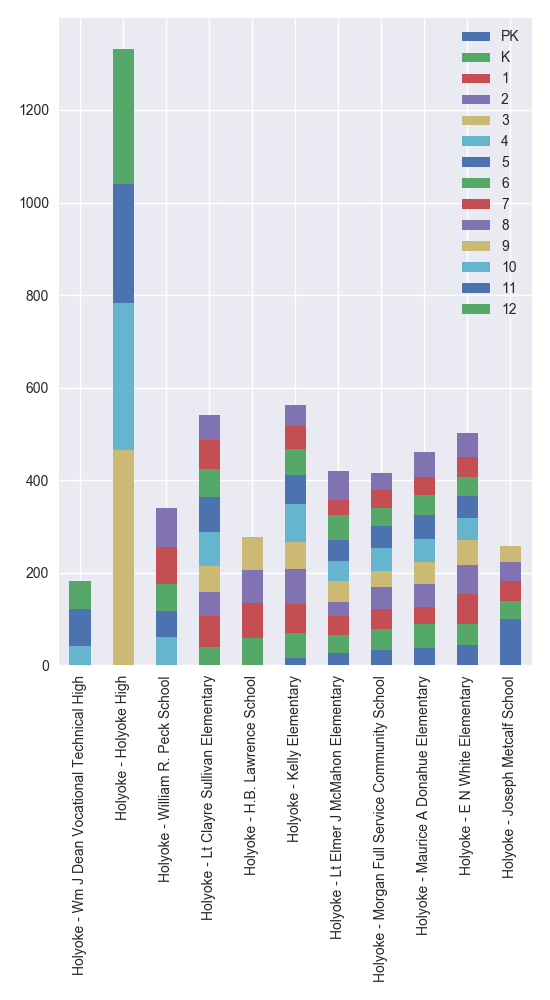 PK
K
1
2
3
4
5
6
7
8
9
10
11
12
1200
1000
800
600
400
200
0
Holyoke - Wm J Dean Vocational Technical High
Holyoke - Holyoke High
Holyoke - William R. Peck School
Holyoke - Lt Clayre Sullivan Elementary
Holyoke - H.B. Lawrence School
Holyoke - Kelly Elementary
Holyoke - Lt Elmer J McMahon Elementary
Holyoke - Morgan Full Service Community School
Holyoke - Maurice A Donahue Elementary
Holyoke - E N White Elementary
Holyoke - Joseph Metcalf School